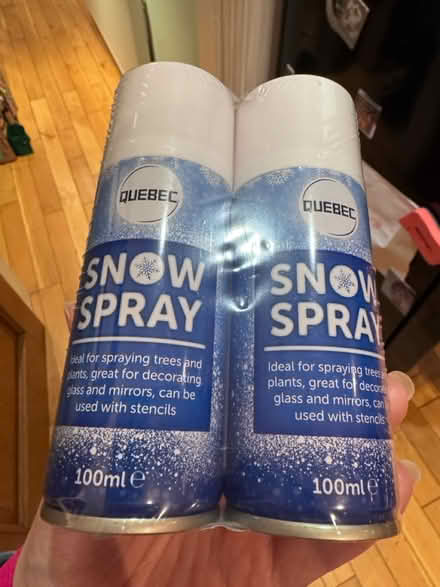 QUEBEC
SNOW
SPRAY
Ideal for spraying trees and
plants, great for decorating
glass and mirrors, can be
used with stencils
100ml e
QUEBEC
SNOW
SPRAY
Ideal for spraying trees
plants, great for decora
glass and mirrors, can
used with stencils
100ml e